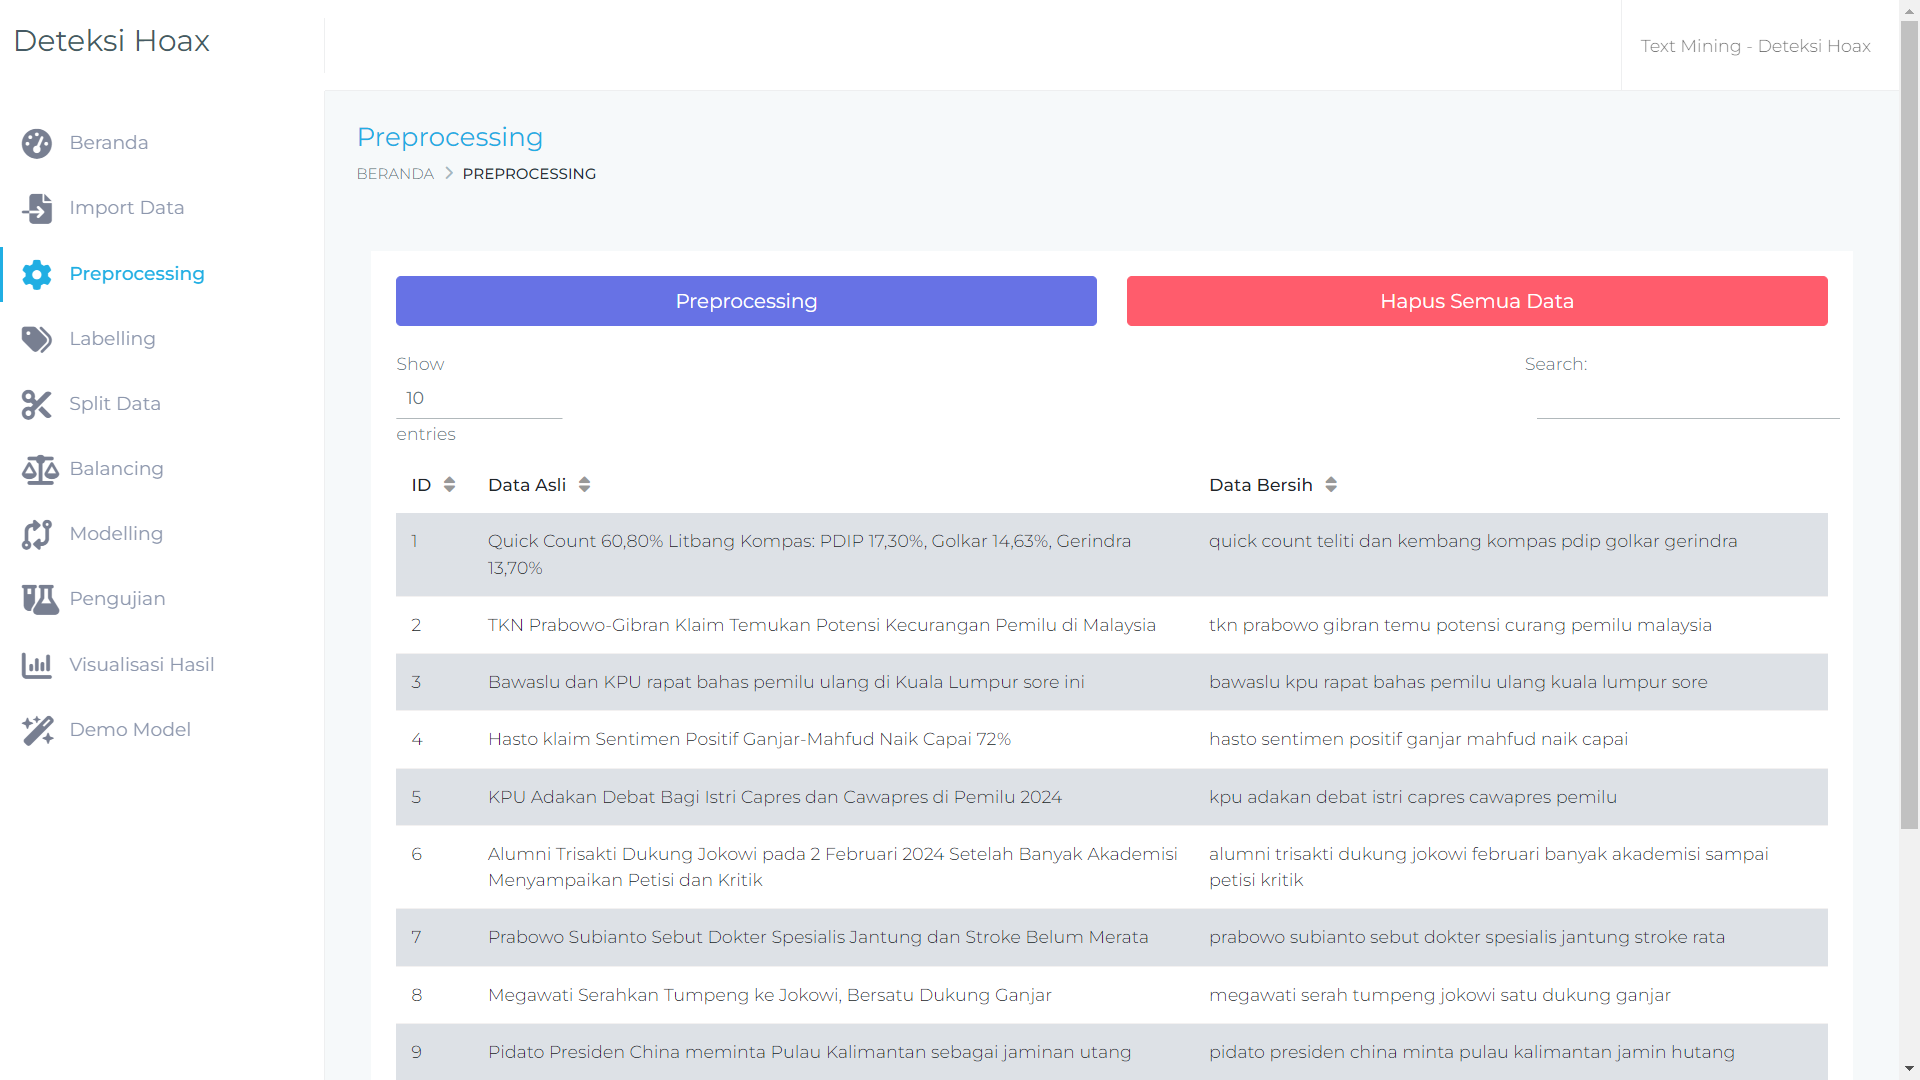 Deteksi Hoax
Text Mining - Deteksi Hoax
Beranda
Import Data
Preprocessing
Labelling
Split Data
Balancing
Modelling
Pengujian
Visualisasi Hasil
Demo Model
Preprocessing
BERANDA > PREPROCESSING
Preprocessing
Hapus Semua Data
Show
10
entries
Search:
ID Data Asli Data Bersih
1 Quick Count 60,80% Litbang Kompas: PDIP 17,30%, Golkar 14,63%, Gerindra quick count teliti dan kembang kompas pdip golkar gerindra
13,70%
2 TKN Prabowo-Gibran Klaim Temukan Potensi Kecurangan Pemilu di Malaysia tkn prabowo gibran temu potensi curang pemilu malaysia
3 Bawaslu dan KPU rapat bahas pemilu ulang di Kuala Lumpur sore ini bawaslu kpu rapat bahas pemilu ulang kuala lumpur sore
4 Hasto klaim Sentimen Positif Ganjar-Mahfud Naik Capai 72% hasto sentimen positif ganjar mahfud naik capai
5 KPU Adakan Debat Bagi Istri Capres dan Cawapres di Pemilu 2024 kpu adakan debat istri capres cawapres pemilu
6 Alumni Trisakti Dukung Jokowi pada 2 Februari 2024 Setelah Banyak Akademisi alumni trisakti dukung jokowi februari banyak akademisi sampai
Menyampaikan Petisi dan Kritik petisi kritik
7 Prabowo Subianto Sebut Dokter Spesialis Jantung dan Stroke Belum Merata prabowo subianto sebut dokter spesialis jantung stroke rata
8 Megawati Serahkan Tumpeng ke Jokowi, Bersatu Dukung Ganjar megawati serah tumpeng jokowi satu dukung ganjar
9 Pidato Presiden China meminta Pulau Kalimantan sebagai jaminan utang pidato presiden china minta pulau kalimantan jamin hutang